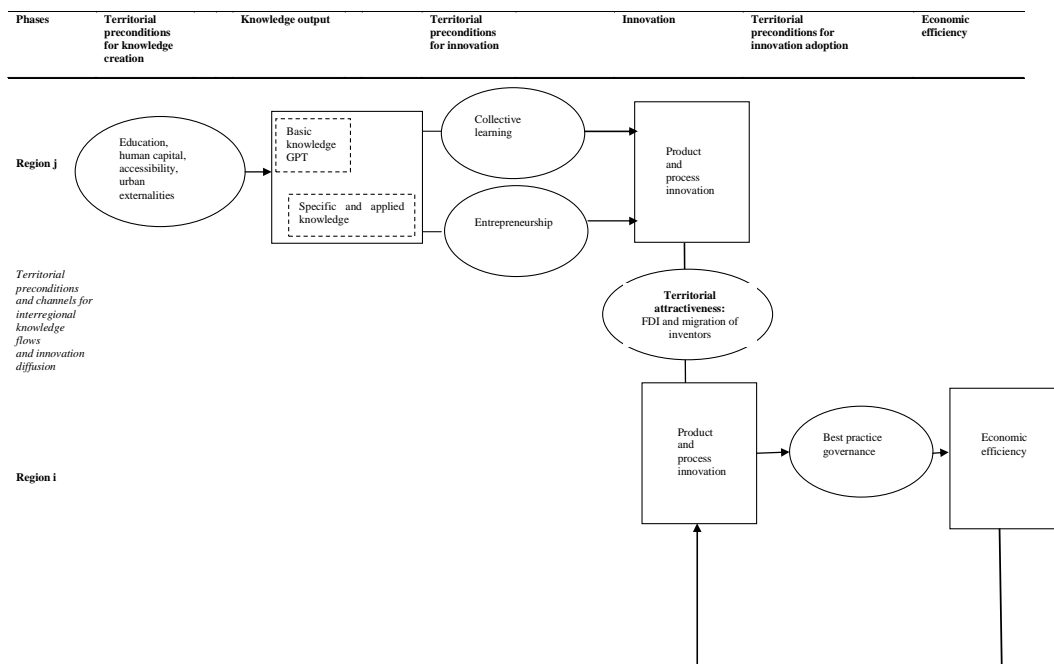 Phases
Territorial
preconditions
for knowledge
creation
Knowledge output
Territorial
preconditions
for innovation
Innovation
Territorial
preconditions for
innovation adoption
Economic
efficiency
Region j
Education,
human capital,
accessibility,
urban
externalities
Basic
knowledge
GPT
Specific and applied
knowledge
Collective
learning
Entrepreneurship
Product
and
process
innovation
Territorial
preconditions
and channels for
interregional
knowledge
flows
and innovation
diffusion
Territorial
attractiveness:
FDI and migration of
inventors
Region i
Product
and
process
innovation
Best practice
governance
Economic
efficiency